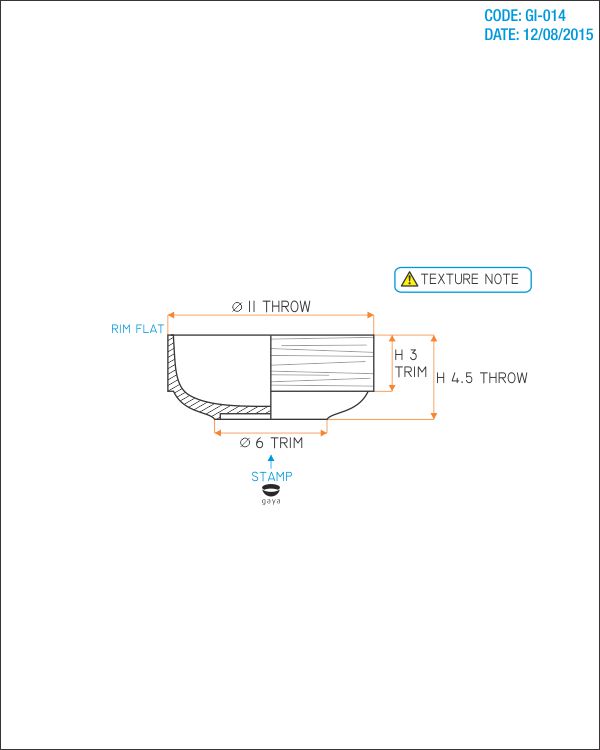 CODE: GI-014
DATE: 12/08/2015
TEXTURE NOTE
⌀ 11 THROW
RIM FLAT
H 3
TRIM
H 4.5 THROW
⌀ 6 TRIM
STAMP
gaya